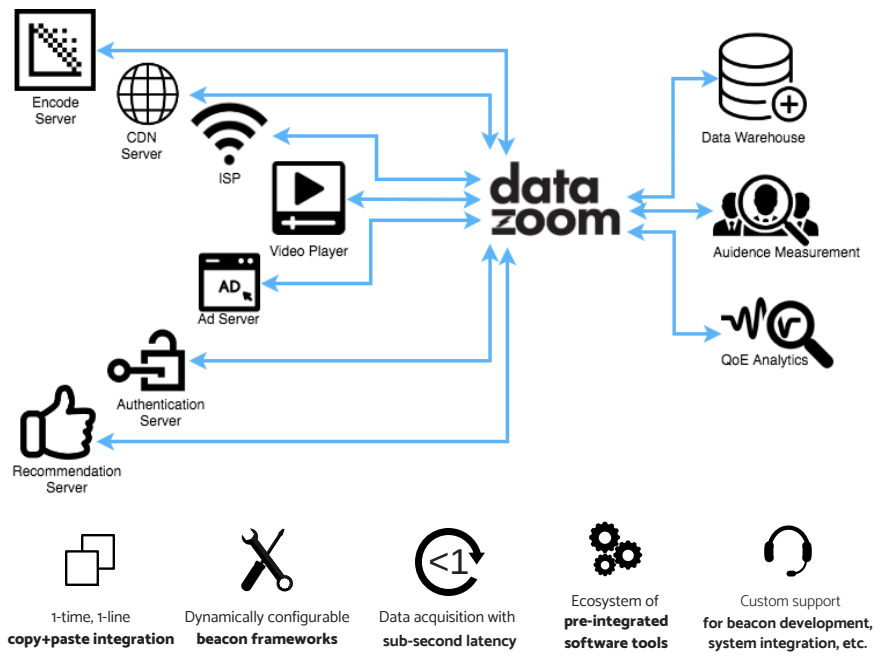 Encode
Server
CDN
Server
ISP
Video Player
AD
Ad Server
Authentication
Server
Recommendation
Server
data
zoom
Data Warehouse
Auidence Measurement
QoE Analytics
1-time, 1-line
copy+paste integration
Dynamically configurable
beacon frameworks
<1
Data acquisition with
sub-second latency
Ecosystem of
pre-integrated
software tools
Custom support
for beacon development,
system integration, etc.